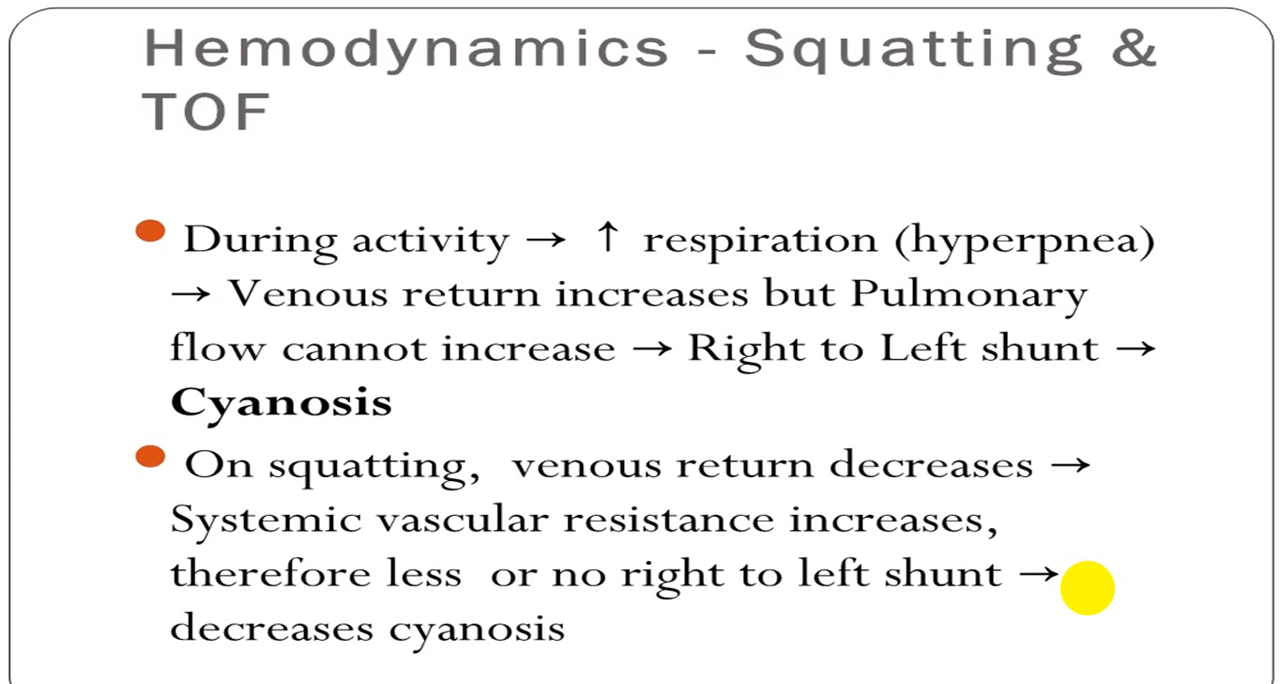 Hemodynamics - Squatting &
TOF
During activity → ↑ respiration (hyperpnea)
→ Venous return increases but Pulmonary
flow cannot increase → Right to Left shunt →
Cyanosis
On squatting, venous return decreases →
Systemic vascular resistance increases,
therefore less or no right to left shunt →
decreases cyanosis